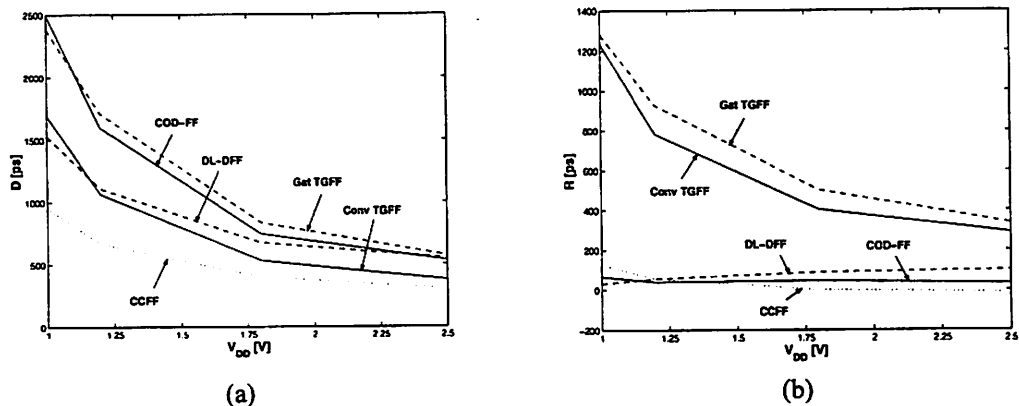 2500
2000
1500
1000
500
0
D [ps]
COD-FF
DL-DFF
Gat TGFF
Conv TGFF
CCFF
1
1.25
1.5
1.75
2
2.25
2.5
V_DD [V]
(a)
1400
1200
1000
800
600
400
200
0
-200
R [ps]
Gat TGFF
Conv TGFF
DL-DFF
COD-FF
CCFF
1
1.25
1.5
1.75
2
2.25
2.5
V_DD [V]
(b)